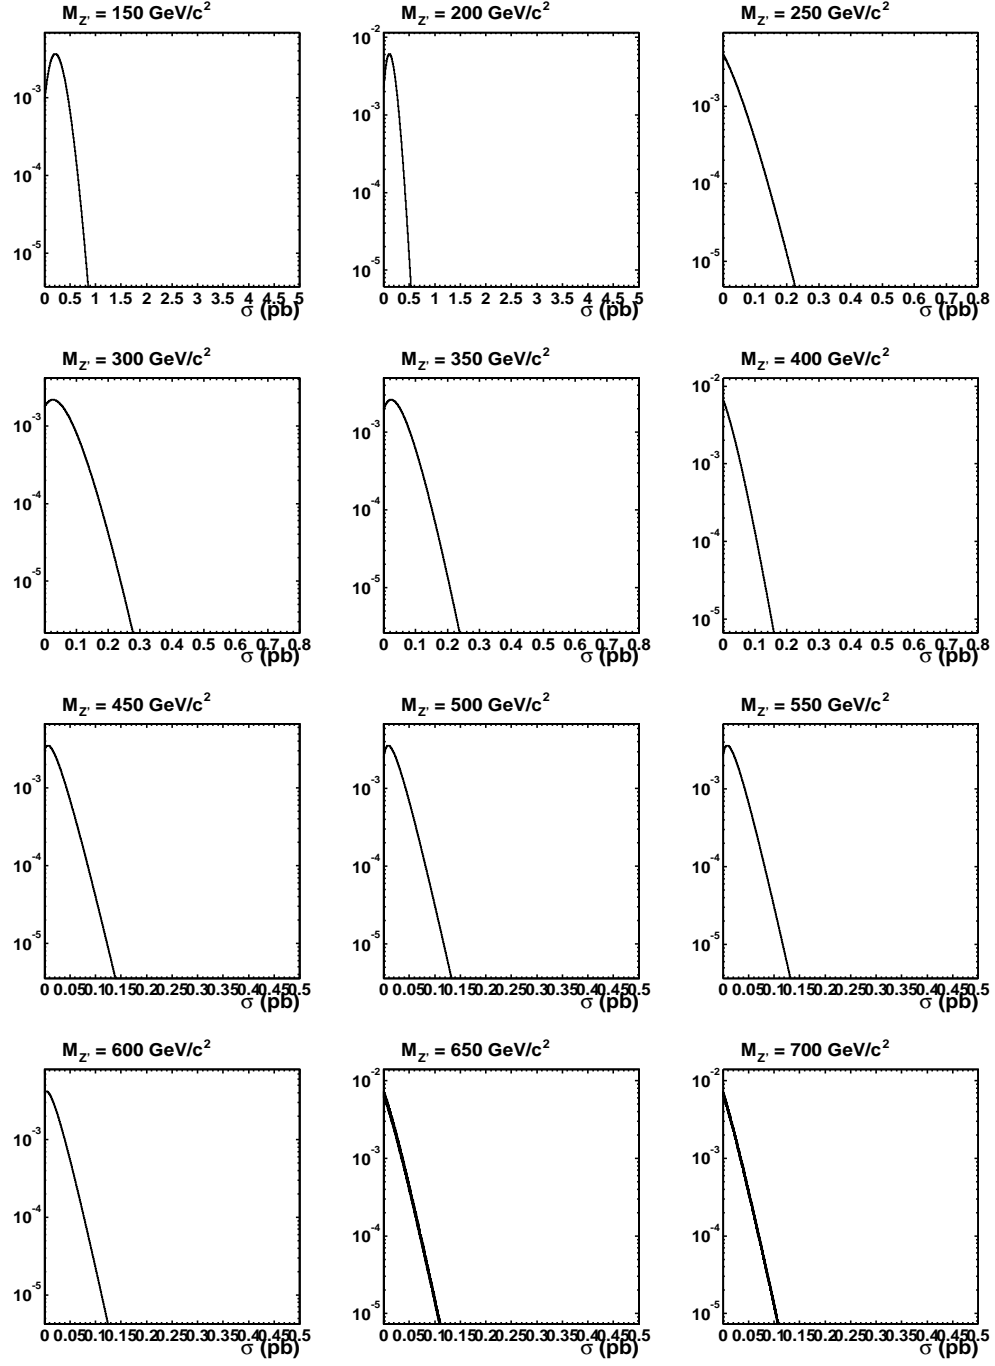 M_Z' = 150 GeV/c^2
10^-3
10^-4
10^-5
0 0.5 1 1.5 2 2.5 3 3.5 4 4.5 5
σ (pb)
M_Z' = 200 GeV/c^2
10^-2
10^-3
10^-4
10^-5
0 0.5 1 1.5 2 2.5 3 3.5 4 4.5 5
σ (pb)
M_Z' = 250 GeV/c^2
10^-3
10^-4
10^-5
0 0.1 0.2 0.3 0.4 0.5 0.6 0.7 0.8
σ (pb)
M_Z' = 300 GeV/c^2
10^-3
10^-4
10^-5
0 0.1 0.2 0.3 0.4 0.5 0.6 0.7 0.8
σ (pb)
M_Z' = 350 GeV/c^2
10^-3
10^-4
10^-5
0 0.1 0.2 0.3 0.4 0.5 0.6 0.7 0.8
σ (pb)
M_Z' = 400 GeV/c^2
10^-2
10^-3
10^-4
10^-5
0 0.1 0.2 0.3 0.4 0.5 0.6 0.7 0.8
σ (pb)
M_Z' = 450 GeV/c^2
10^-3
10^-4
10^-5
0 0.05 0.1 0.15 0.2 0.25 0.3 0.35 0.4 0.45 0.5
σ (pb)
M_Z' = 500 GeV/c^2
10^-3
10^-4
10^-5
0 0.05 0.1 0.15 0.2 0.25 0.3 0.35 0.4 0.45 0.5
σ (pb)
M_Z' = 550 GeV/c^2
10^-3
10^-4
10^-5
0 0.05 0.1 0.15 0.2 0.25 0.3 0.35 0.4 0.45 0.5
σ (pb)
M_Z' = 600 GeV/c^2
10^-3
10^-4
10^-5
0 0.05 0.1 0.15 0.2 0.25 0.3 0.35 0.4 0.45 0.5
σ (pb)
M_Z' = 650 GeV/c^2
10^-2
10^-3
10^-4
10^-5
0 0.05 0.1 0.15 0.2 0.25 0.3 0.35 0.4 0.45 0.5
σ (pb)
M_Z' = 700 GeV/c^2
10^-2
10^-3
10^-4
10^-5
0 0.05 0.1 0.15 0.2 0.25 0.3 0.35 0.4 0.45 0.5
σ (pb)